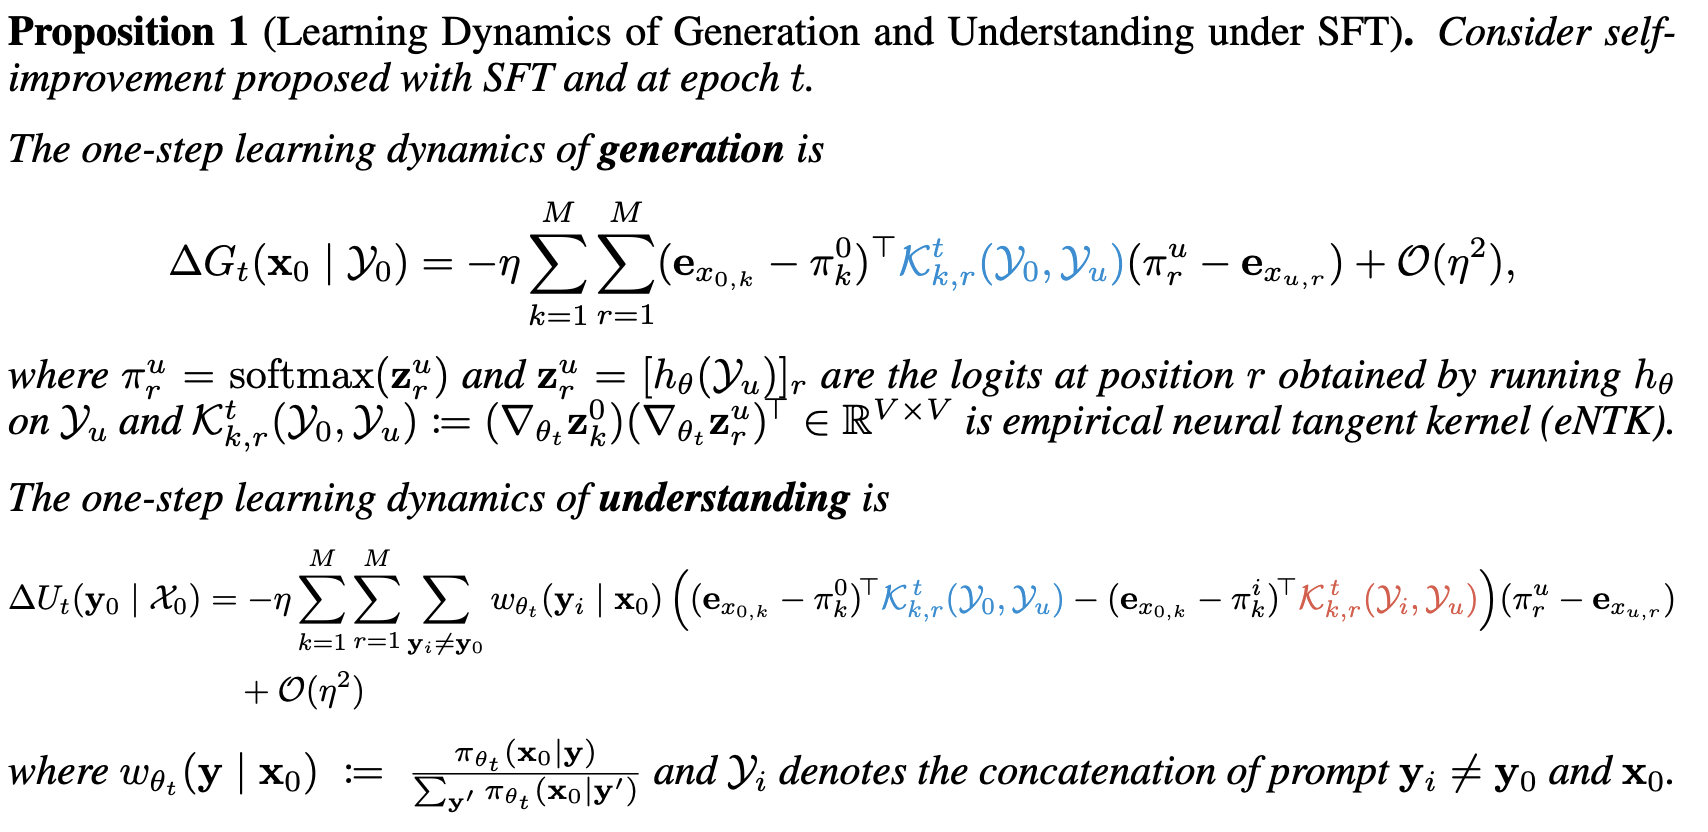 Proposition 1 (Learning Dynamics of Generation and Understanding under SFT). Consider self-
improvement proposed with SFT and at epoch t.
The one-step learning dynamics of generation is
$\Delta G_t(\mathbf{x}_0 \mid \mathcal{Y}_0) = -\eta \sum_{k=1}^{M} \sum_{r=1}^{M} (\mathbf{e}_{x_{0,k}} - \pi_k^0)^\top \mathcal{K}_{k,r}^t(\mathcal{Y}_0, \mathcal{Y}_u)(\pi_r^u - \mathbf{e}_{x_{u,r}}) + \mathcal{O}(\eta^2),$
where $\pi_r^u = \mathrm{softmax}(\mathbf{z}_r^u)$ and $\mathbf{z}_r^u = [h_\theta(\mathcal{Y}_u)]_r$ are the logits at position $r$ obtained by running $h_\theta$
on $\mathcal{Y}_u$ and $\mathcal{K}_{k,r}^t(\mathcal{Y}_0, \mathcal{Y}_u) := (\nabla_{\theta_t} \mathbf{z}_k^0)(\nabla_{\theta_t} \mathbf{z}_r^u)^\top \in \mathbb{R}^{V \times V}$ is empirical neutral tangent kernel (eNTK).
The one-step learning dynamics of understanding is
$\Delta U_t(\mathbf{y}_0 \mid \mathcal{X}_0) = -\eta \sum_{k=1}^{M} \sum_{r=1}^{M} \sum_{\mathbf{y}_i \neq \mathbf{y}_0} w_{\theta_t}(\mathbf{y}_i \mid \mathbf{x}_0) \left( (\mathbf{e}_{x_{0,k}} - \pi_k^0)^\top \mathcal{K}_{k,r}^t(\mathcal{Y}_0, \mathcal{Y}_u) - (\mathbf{e}_{x_{0,k}} - \pi_k^i)^\top \mathcal{K}_{k,r}^t(\mathcal{Y}_i, \mathcal{Y}_u) \right) (\pi_r^u - \mathbf{e}_{x_{u,r}})$
$+ \mathcal{O}(\eta^2)$
where $w_{\theta_t}(\mathbf{y} \mid \mathbf{x}_0) := \frac{\pi_{\theta_t}(\mathbf{x}_0 | \mathbf{y})}{\sum_{\mathbf{y}'} \pi_{\theta_t}(\mathbf{x}_0 | \mathbf{y}')}$ and $\mathcal{Y}_i$ denotes the concatenation of prompt $\mathbf{y}_i \neq \mathbf{y}_0$ and $\mathbf{x}_0$.